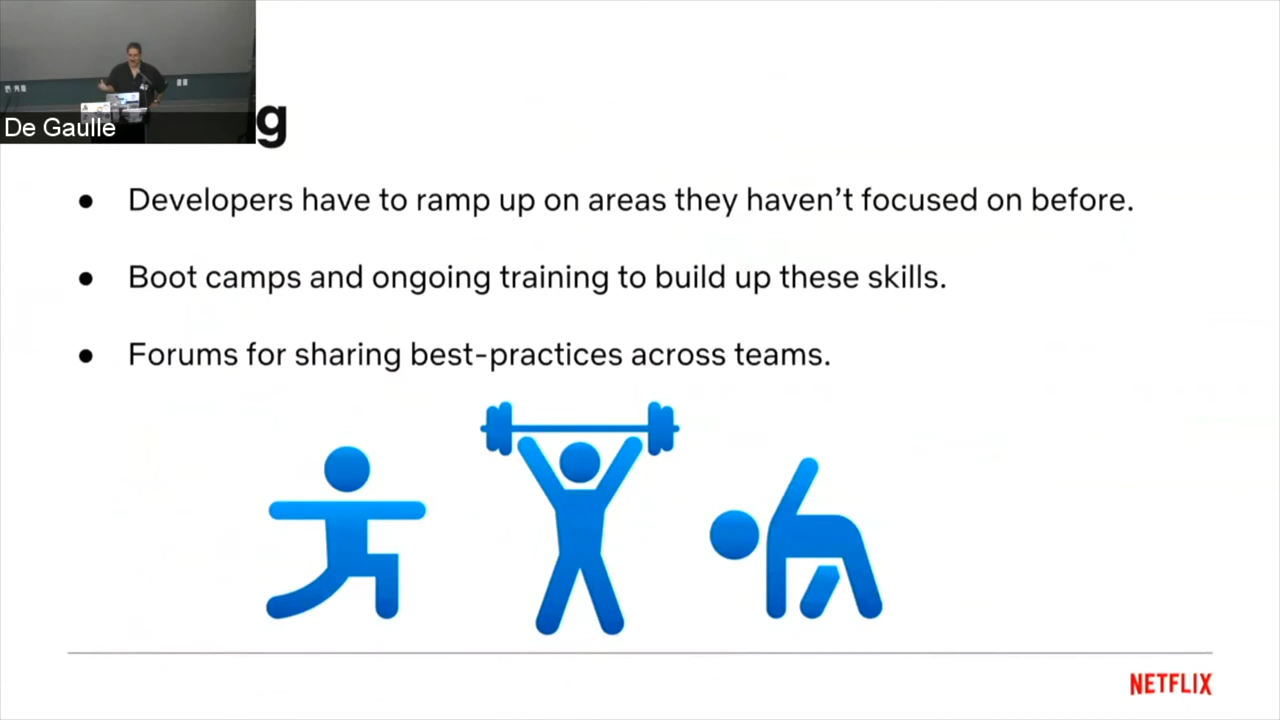 De Gaulle
g
● Developers have to ramp up on areas they haven’t focused on before.
● Boot camps and ongoing training to build up these skills.
● Forums for sharing best-practices across teams.
NETFLIX